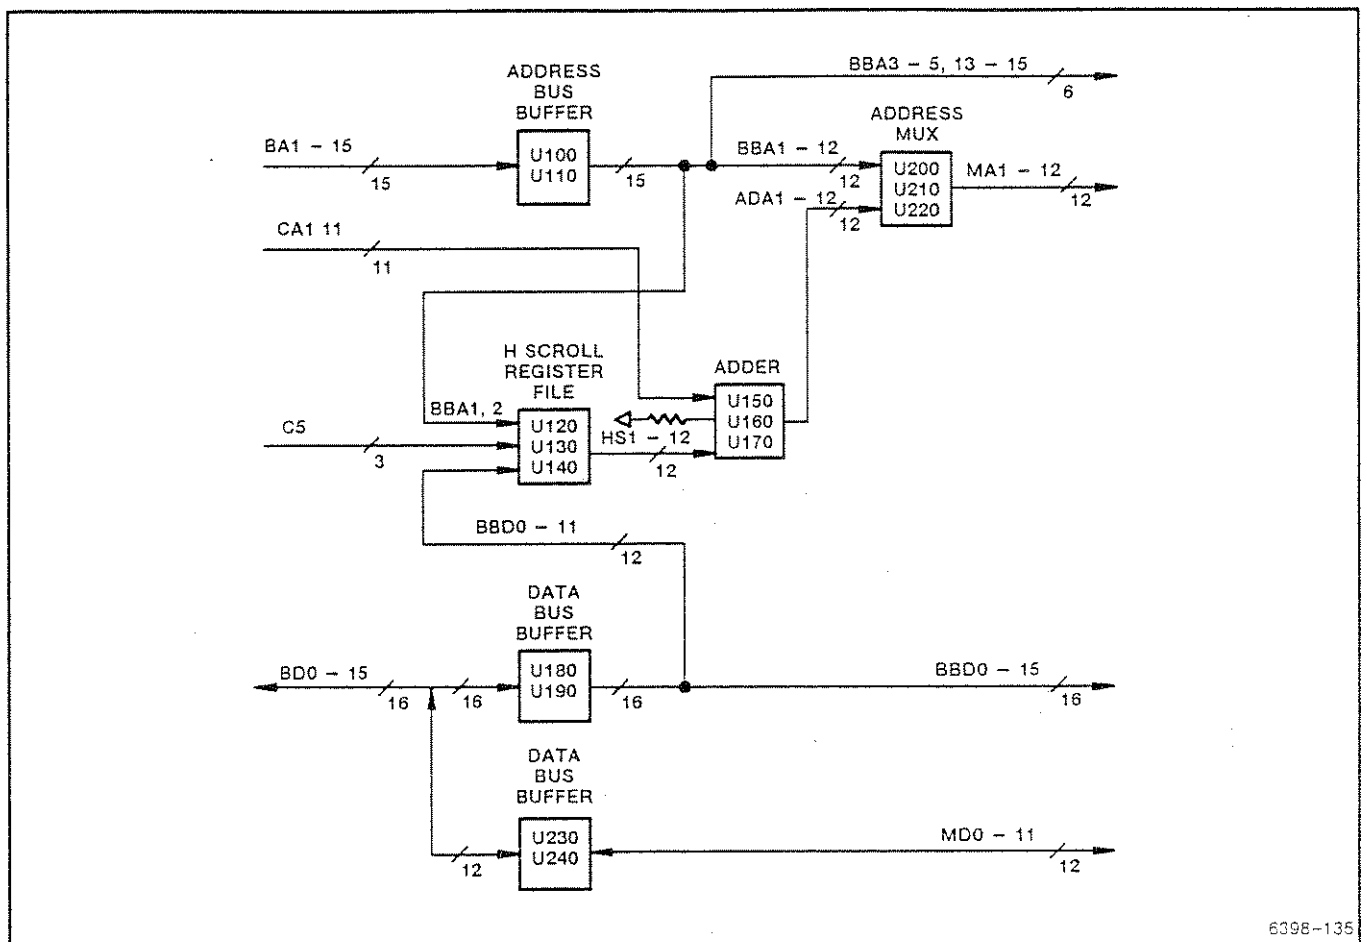 BBA3 - 5, 13 - 15
6
ADDRESS
BUS
BUFFER
ADDRESS
MUX
BA1 - 15
15
U100
U110
15
BBA1 - 12
12
U200
U210
U220
MA1 - 12
12
ADA1 - 12
12
CA1 11
11
H SCROLL
REGISTER
FILE
ADDER
BBA1, 2
U120
U130
U140
C5
3
HS1 - 12
12
U150
U160
U170
BBD0 - 11
12
DATA
BUS
BUFFER
BD0 - 15
16
16
U180
U190
16
BBD0 - 15
16
DATA
BUS
BUFFER
12
U230
U240
MD0 - 11
12
6398-135